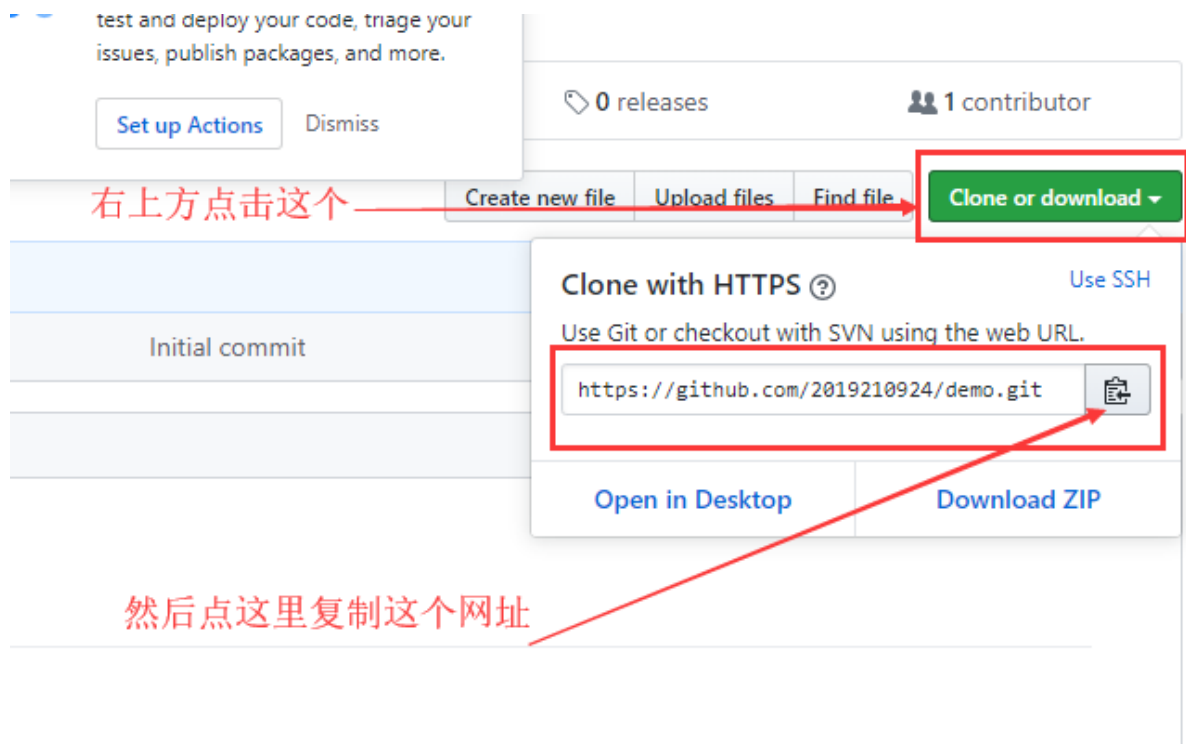 test and deploy your code, triage your
issues, publish packages, and more.
Set up Actions Dismiss
0 releases
1 contributor
右上方点击这个
Create new file
Upload files
Find file
Clone or download
Clone with HTTPS
Use SSH
Use Git or checkout with SVN using the web URL.
Initial commit
https://github.com/2019210924/demo.git
Open in Desktop
Download ZIP
然后点这里复制这个网址